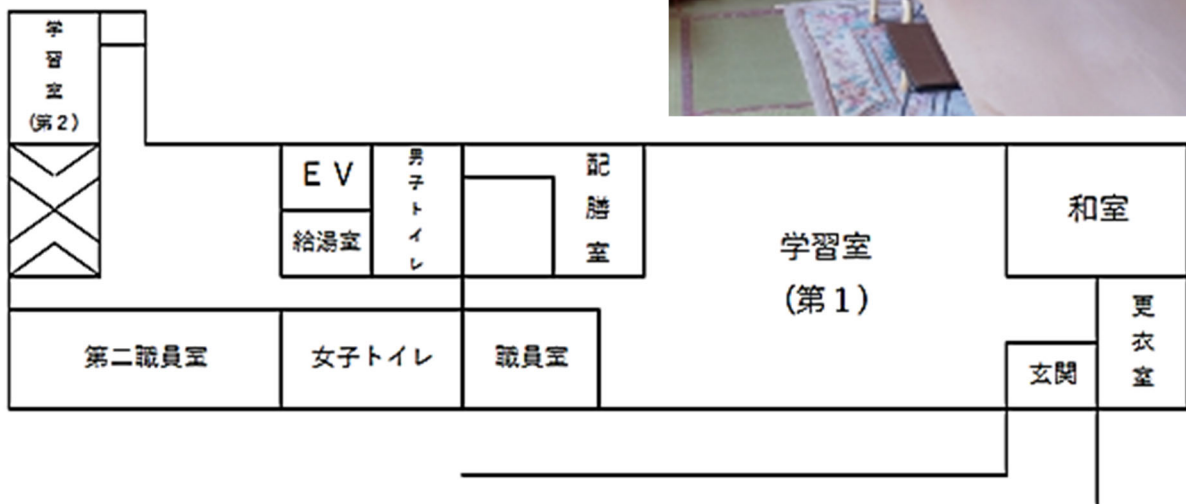 学習室
(第2)
EV
給湯室
男子トイレ
配膳室
学習室
(第1)
和室
更衣室
玄関
第二職員室
女子トイレ
職員室